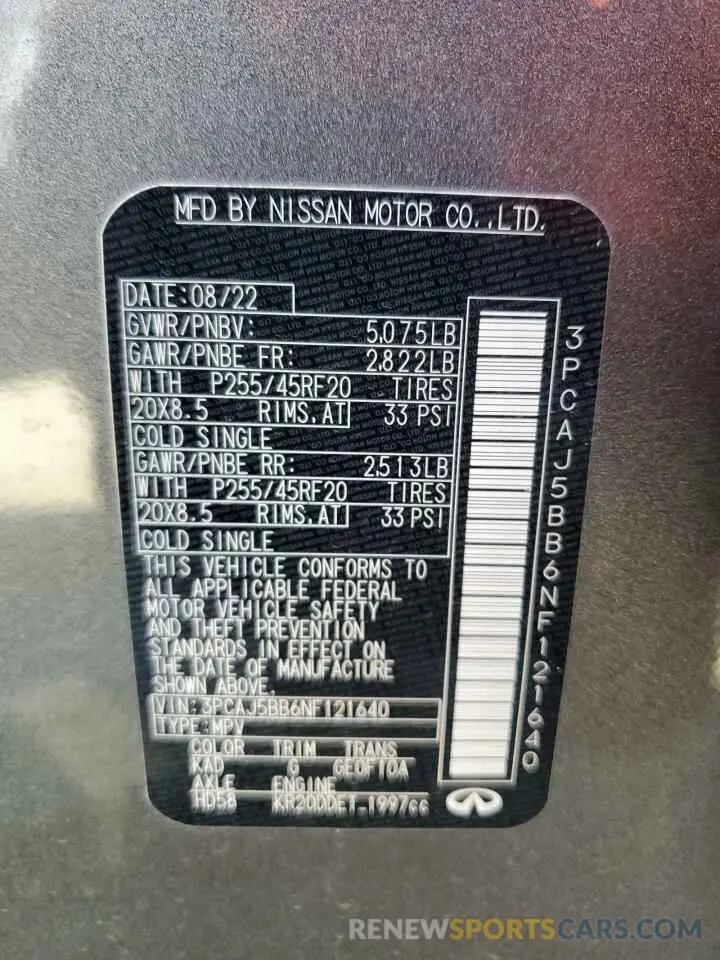 MFD BY NISSAN MOTOR CO.,LTD.
DATE:08/22
GVWR/PNBV: 5,075LB
GAWR/PNBE FR: 2,822LB
WITH P255/45RF20 TIRES
20X8.5 RIMS,AT 33 PSI
COLD SINGLE
GAWR/PNBE RR: 2,513LB
WITH P255/45RF20 TIRES
20X8.5 RIMS,AT 33 PSI
COLD SINGLE
THIS VEHICLE CONFORMS TO
ALL APPLICABLE FEDERAL
MOTOR VEHICLE SAFETY
AND THEFT PREVENTION
STANDARDS IN EFFECT ON
THE DATE OF MANUFACTURE
SHOWN ABOVE.
VIN:3PCAJ5BB6NF121640
TYPE:MPV
COLOR TRIM TRANS
KAD G GE0F10A
AXLE ENGINE
HD58 KR20DDET-1997cc
3PCAJ5BB6NF121640
RENEWSPORTSCARS.COM